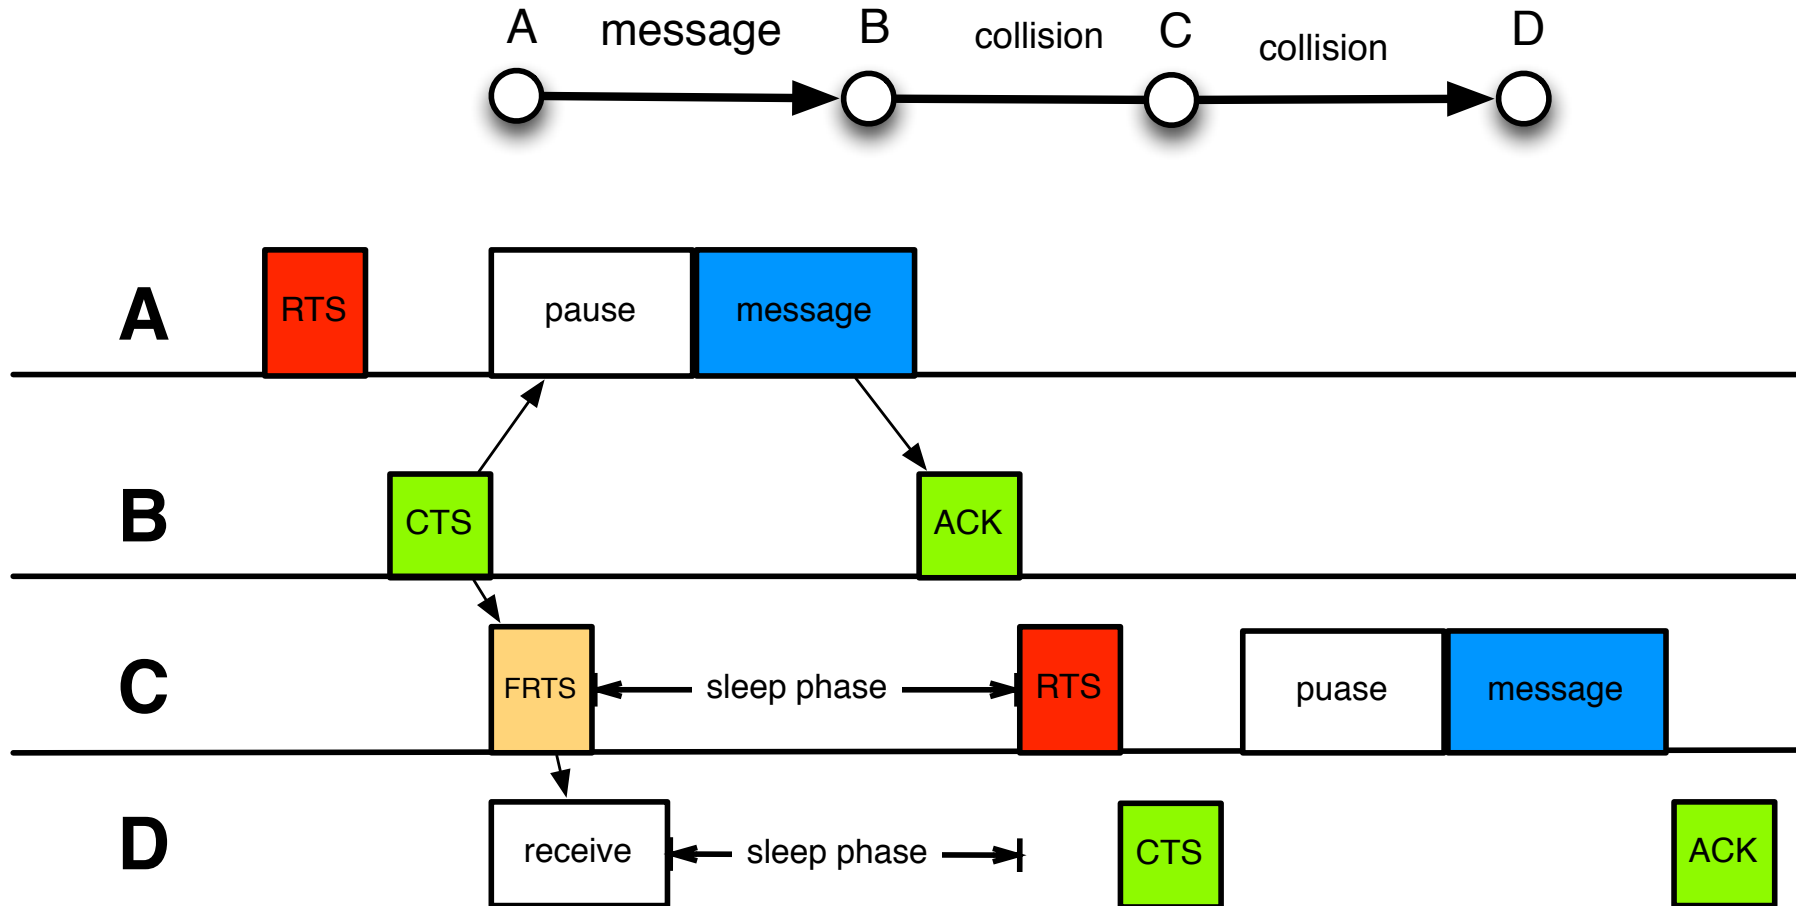 A message B collision C collision D
A RTS pause message
B CTS ACK
C FRTS sleep phase RTS puase message
D receive sleep phase CTS ACK